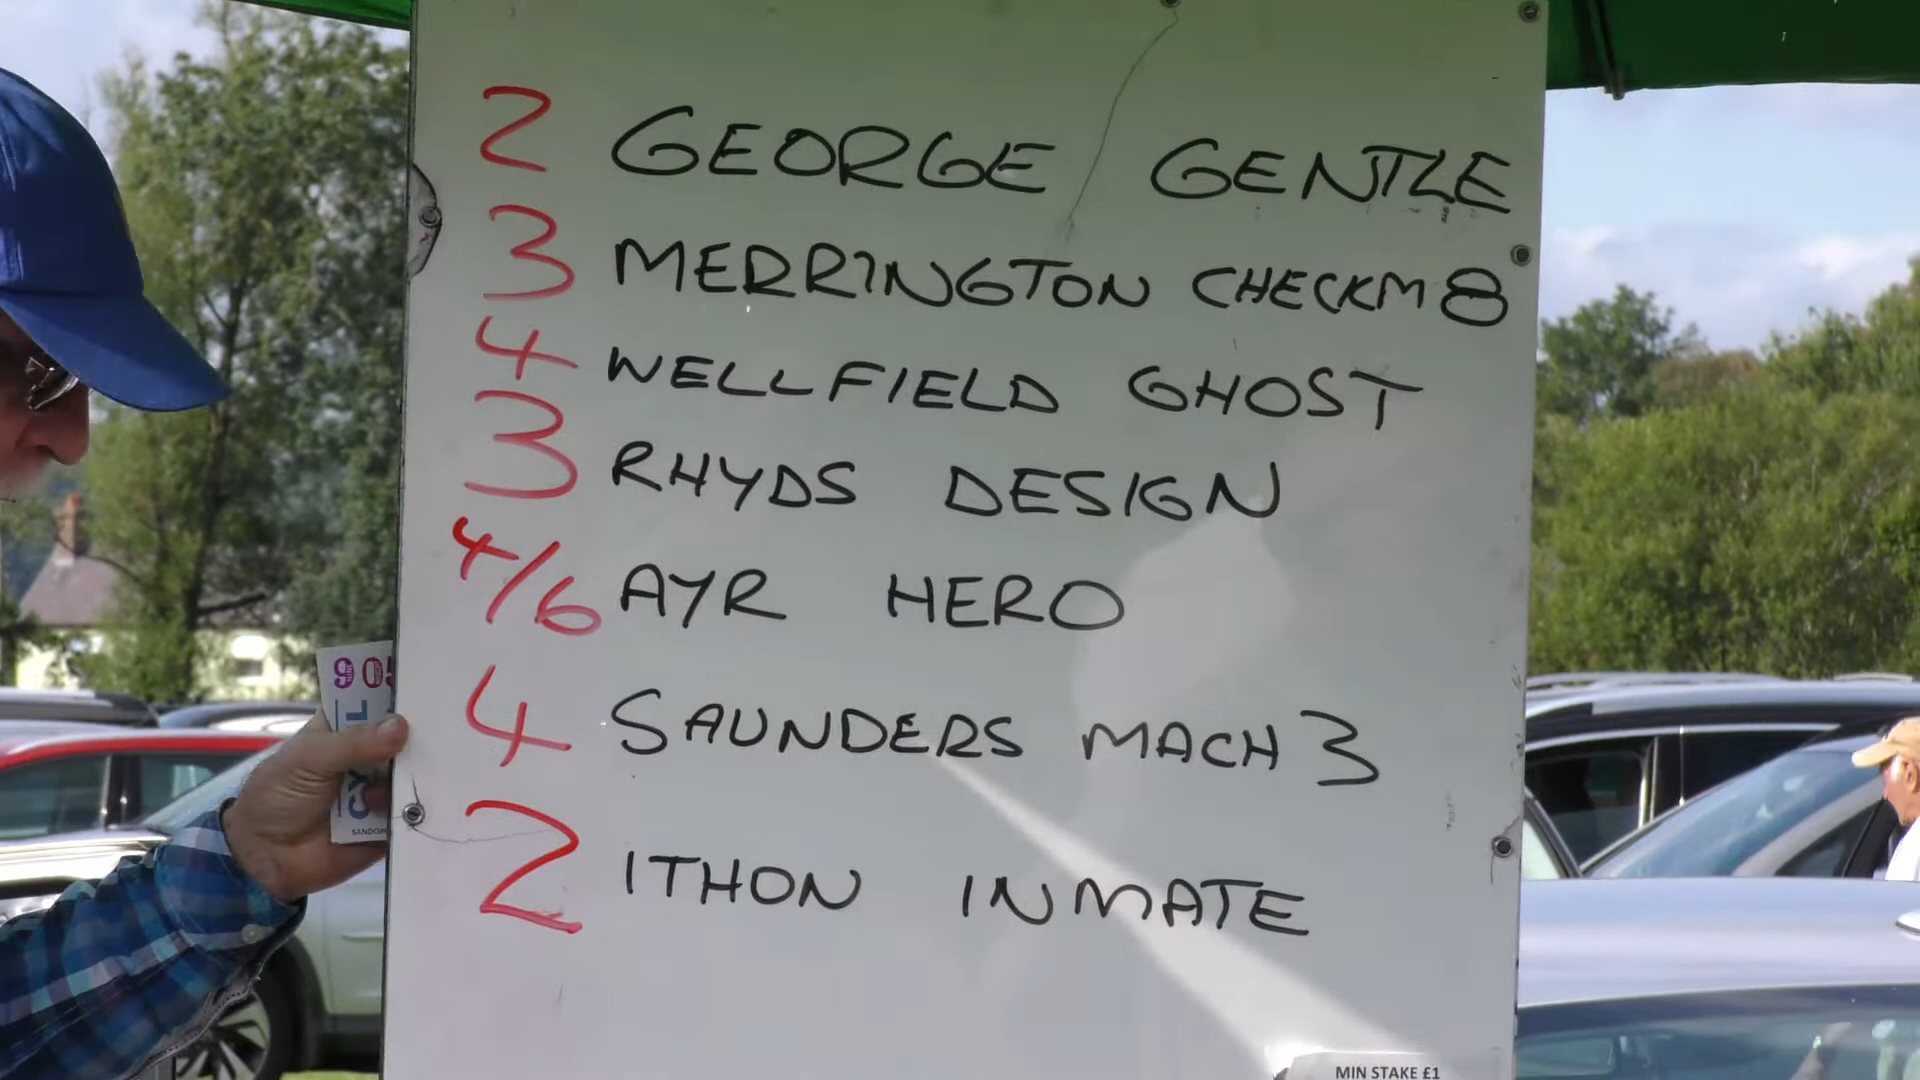 2 GEORGE GENTLE
3 MERRINGTON CHECKM8
4 WELLFIELD GHOST
3 RHYDS DESIGN
4/6 AYR HERO
4 SAUNDERS MACH 3
2 ITHON INMATE
MIN STAKE £1